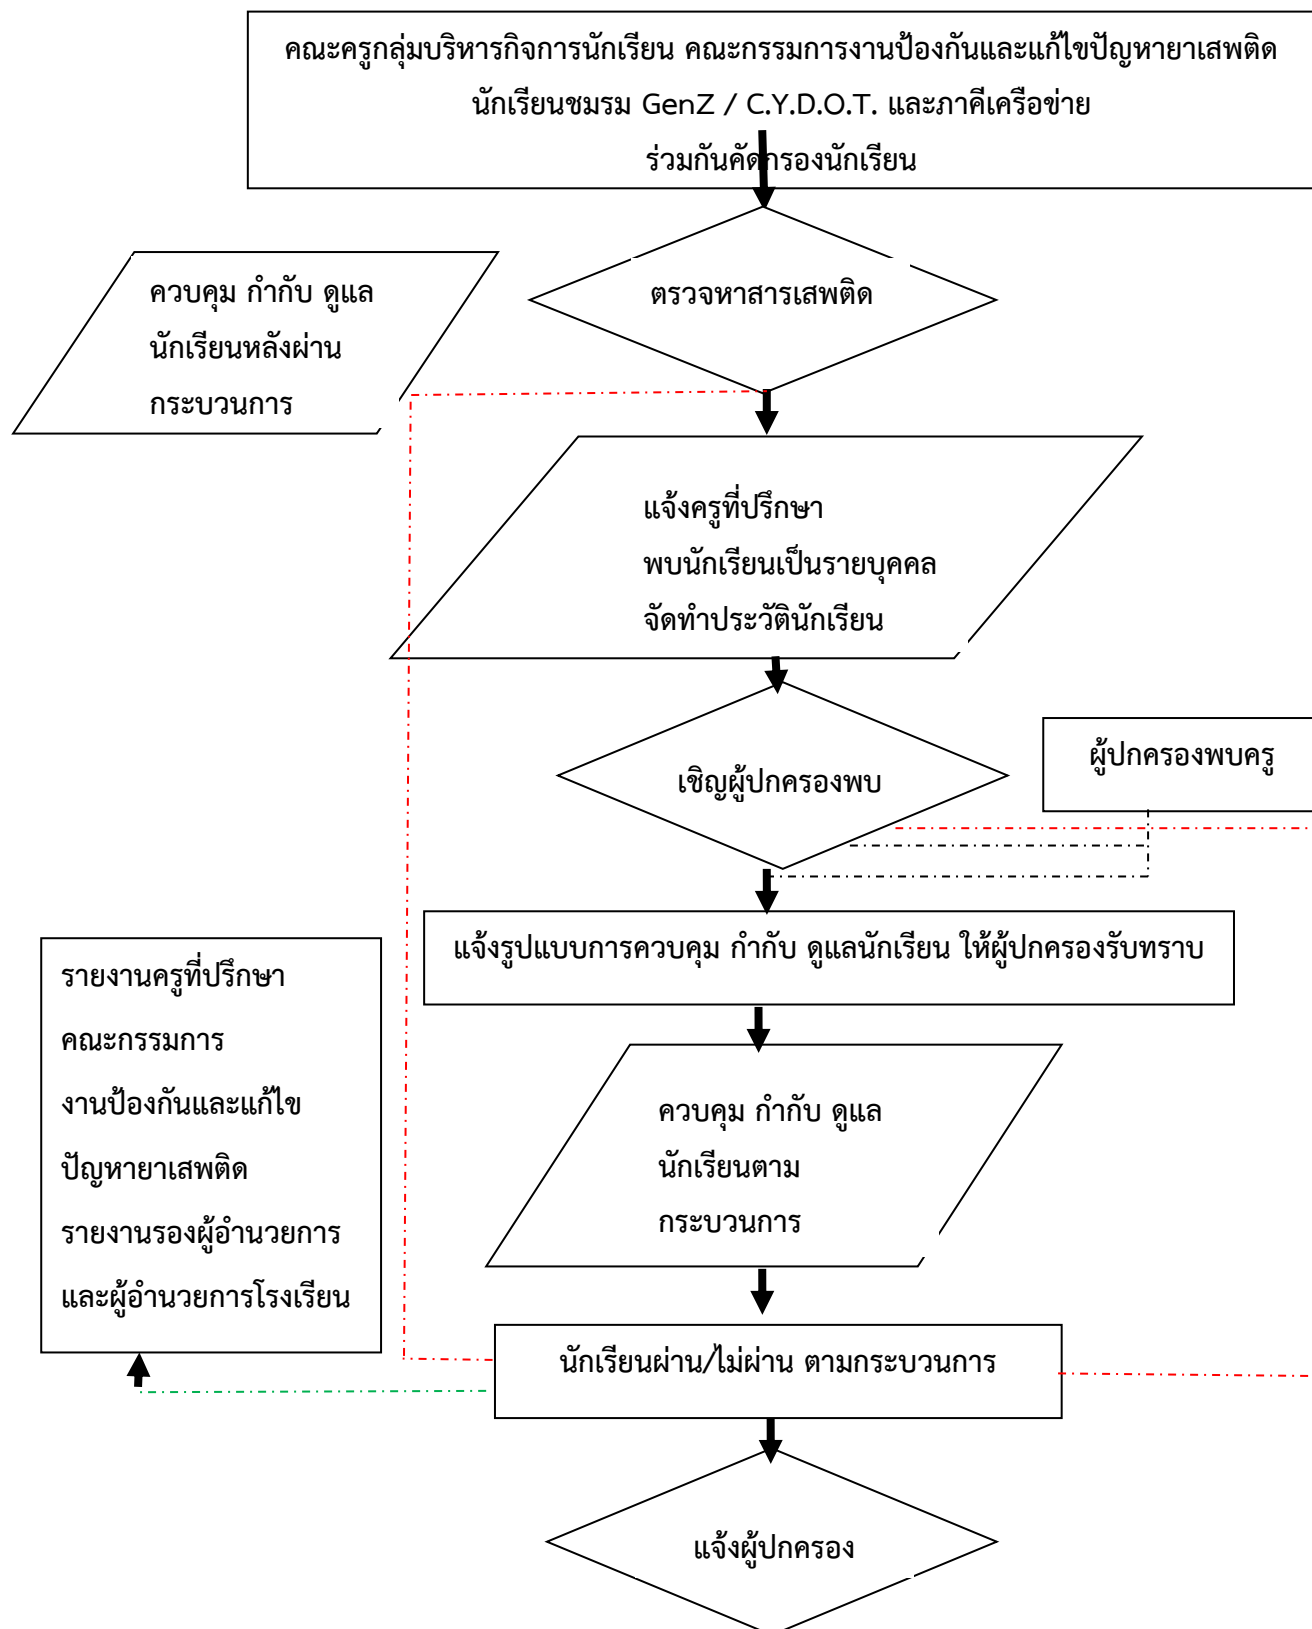 คณะครูกลุ่มบริหารกิจการนักเรียน คณะกรรมการงานป้องกันและแก้ไขปัญหายาเสพติด
นักเรียนชมรม GenZ / C.Y.D.O.T. และภาคีเครือข่าย
ร่วมกันคัดกรองนักเรียน
ควบคุม กำกับ ดูแล
นักเรียนหลังผ่าน
กระบวนการ
ตรวจหาสารเสพติด
แจ้งครูที่ปรึกษา
พบนักเรียนเป็นรายบุคคล
จัดทำประวัตินักเรียน
เชิญผู้ปกครองพบ
ผู้ปกครองพบครู
แจ้งรูปแบบการควบคุม กำกับ ดูแลนักเรียน ให้ผู้ปกครองรับทราบ
รายงานครูที่ปรึกษา
คณะกรรมการ
งานป้องกันและแก้ไข
ปัญหายาเสพติด
รายงานรองผู้อำนวยการ
และผู้อำนวยการโรงเรียน
ควบคุม กำกับ ดูแล
นักเรียนตาม
กระบวนการ
นักเรียนผ่าน/ไม่ผ่าน ตามกระบวนการ
แจ้งผู้ปกครอง